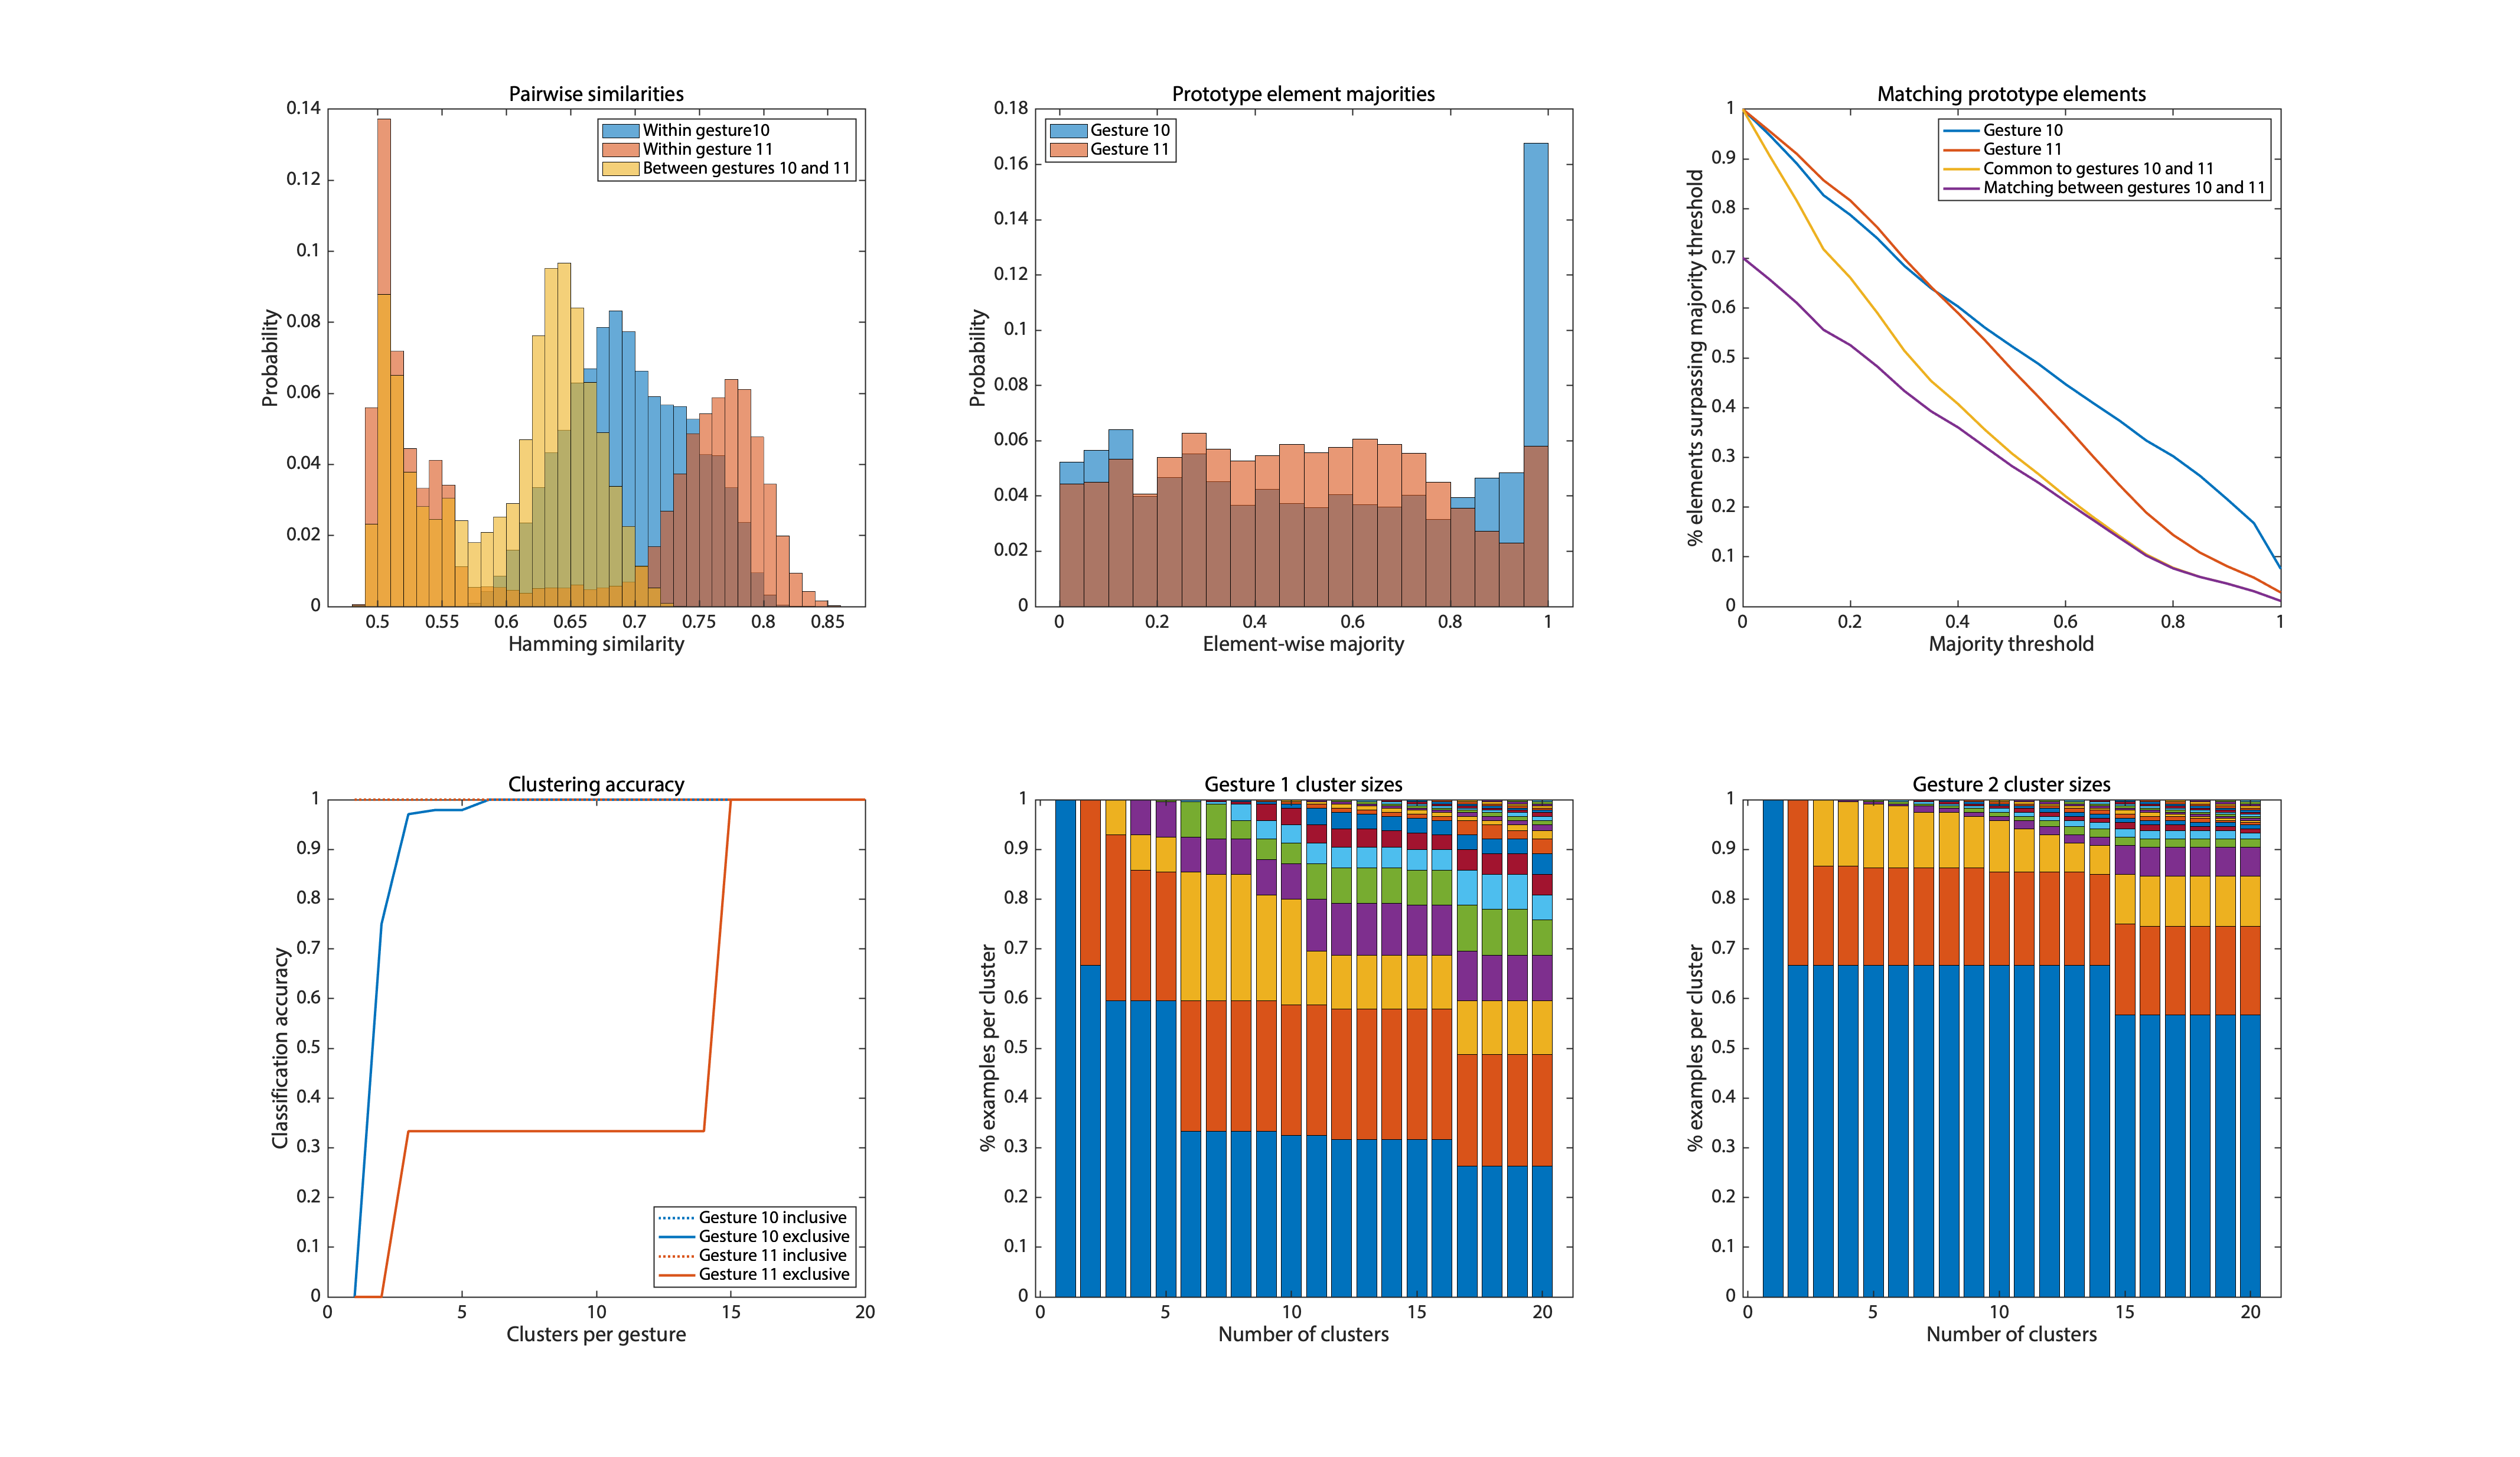 Pairwise similarities
0.14
0.12
0.1
0.08
0.06
0.04
0.02
0
Probability
Within gesture10
Within gesture 11
Between gestures 10 and 11
0.5 0.55 0.6 0.65 0.7 0.75 0.8 0.85
Hamming similarity
Prototype element majorities
0.18
0.16
0.14
0.12
0.1
0.08
0.06
0.04
0.02
0
Probability
Gesture 10
Gesture 11
0 0.2 0.4 0.6 0.8 1
Element-wise majority
Matching prototype elements
1
0.9
0.8
0.7
0.6
0.5
0.4
0.3
0.2
0.1
0
% elements surpassing majority threshold
Gesture 10
Gesture 11
Common to gestures 10 and 11
Matching between gestures 10 and 11
0 0.2 0.4 0.6 0.8 1
Majority threshold
Clustering accuracy
1
0.9
0.8
0.7
0.6
0.5
0.4
0.3
0.2
0.1
0
Classification accuracy
Gesture 10 inclusive
Gesture 10 exclusive
Gesture 11 inclusive
Gesture 11 exclusive
0 5 10 15 20
Clusters per gesture
Gesture 1 cluster sizes
1
0.9
0.8
0.7
0.6
0.5
0.4
0.3
0.2
0.1
0
% examples per cluster
0 5 10 15 20
Number of clusters
Gesture 2 cluster sizes
1
0.9
0.8
0.7
0.6
0.5
0.4
0.3
0.2
0.1
0
% examples per cluster
0 5 10 15 20
Number of clusters